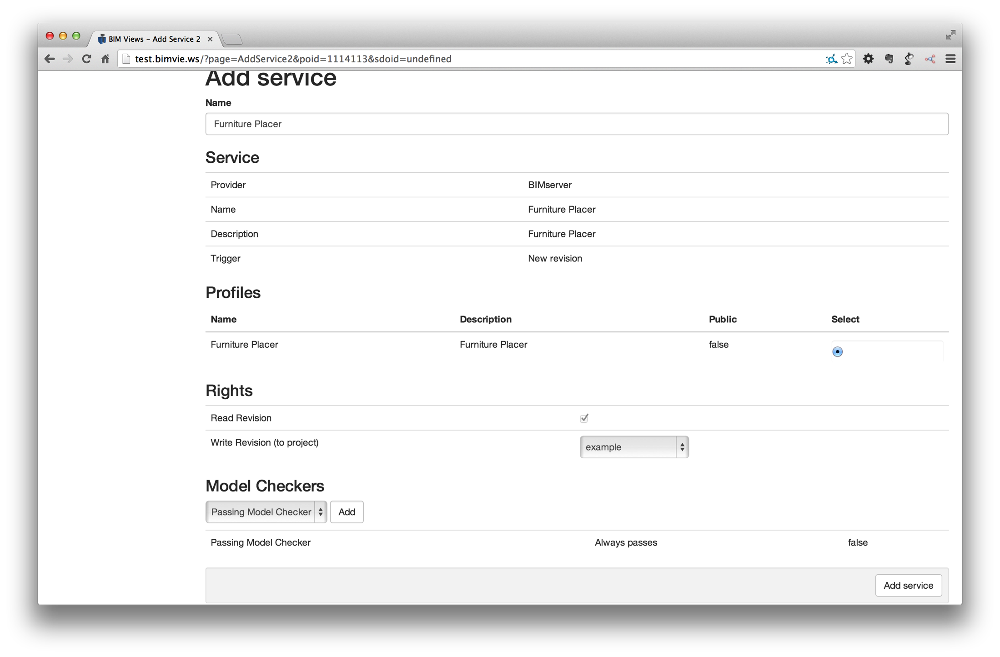 BIM Views – Add Service 2
test.bimvie.ws/?page=AddService2&poid=1114113&sdoid=undefined
Add service
Name
Furniture Placer
Service
Provider BIMserver
Name Furniture Placer
Description Furniture Placer
Trigger New revision
Profiles
Name Description Public Select
Furniture Placer Furniture Placer false
Rights
Read Revision
Write Revision (to project) example
Model Checkers
Passing Model Checker Add
Passing Model Checker Always passes false
Add service